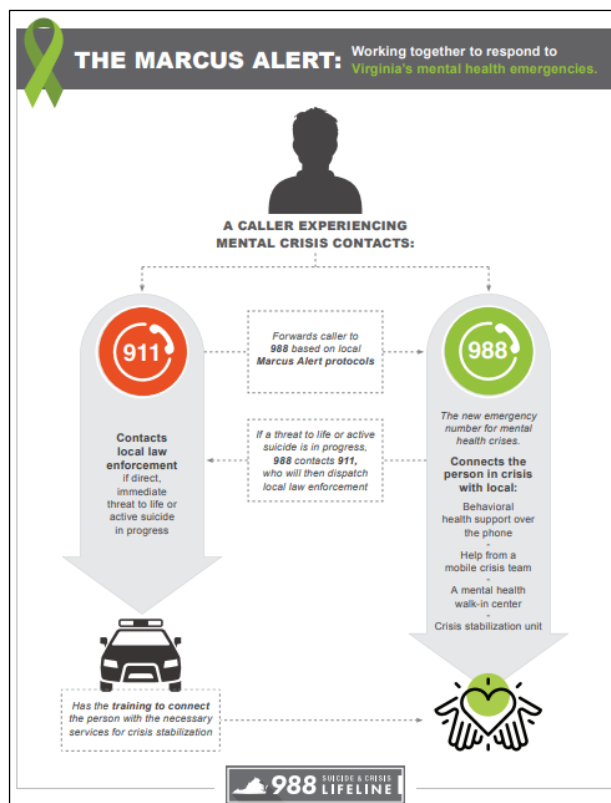 THE MARCUS ALERT:
Working together to respond to
Virginia's mental health emergencies.
A CALLER EXPERIENCING
MENTAL CRISIS CONTACTS:
911
Forwards caller to
988 based on local
Marcus Alert protocols
988
Contacts
local law
enforcement
if direct,
immediate
threat to life or
active suicide
in progress
If a threat to life or active
suicide is in progress,
988 contacts 911,
who will then dispatch
local law enforcement
The new emergency
number for mental
health crises.
Connects the
person in crisis
with local:
Behavioral
health support over
the phone
-
Help from a
mobile crisis team
-
A mental health
walk-in center
-
Crisis stabilization unit
Has the training to connect
the person with the necessary
services for crisis stabilization
988 SUICIDE & CRISIS
LIFELINE